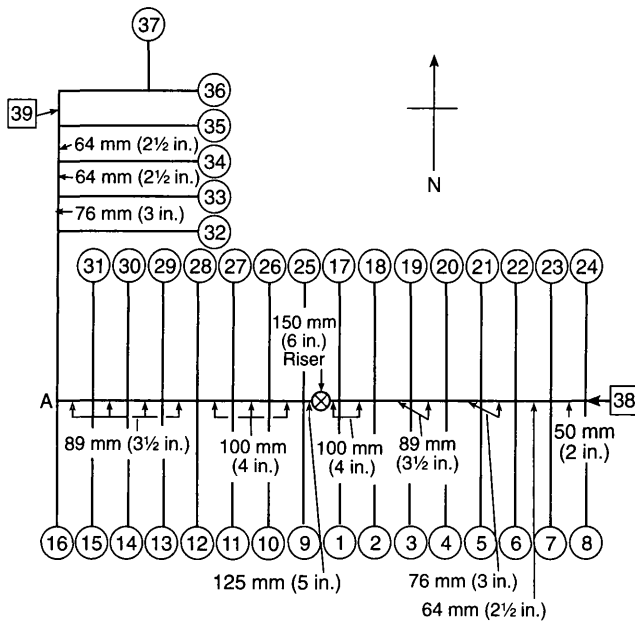 37
36
39
35
64 mm (2½ in.)
34
64 mm (2½ in.)
33
76 mm (3 in.)
32
N
31 30 29 28 27 26 25 17 18 19 20 21 22 23 24
150 mm
(6 in.)
Riser
A
38
89 mm (3½ in.)
100 mm
(4 in.)
100 mm
(4 in.)
89 mm
(3½ in.)
50 mm
(2 in.)
16 15 14 13 12 11 10 9 1 2 3 4 5 6 7 8
125 mm (5 in.)
76 mm (3 in.)
64 mm (2½ in.)